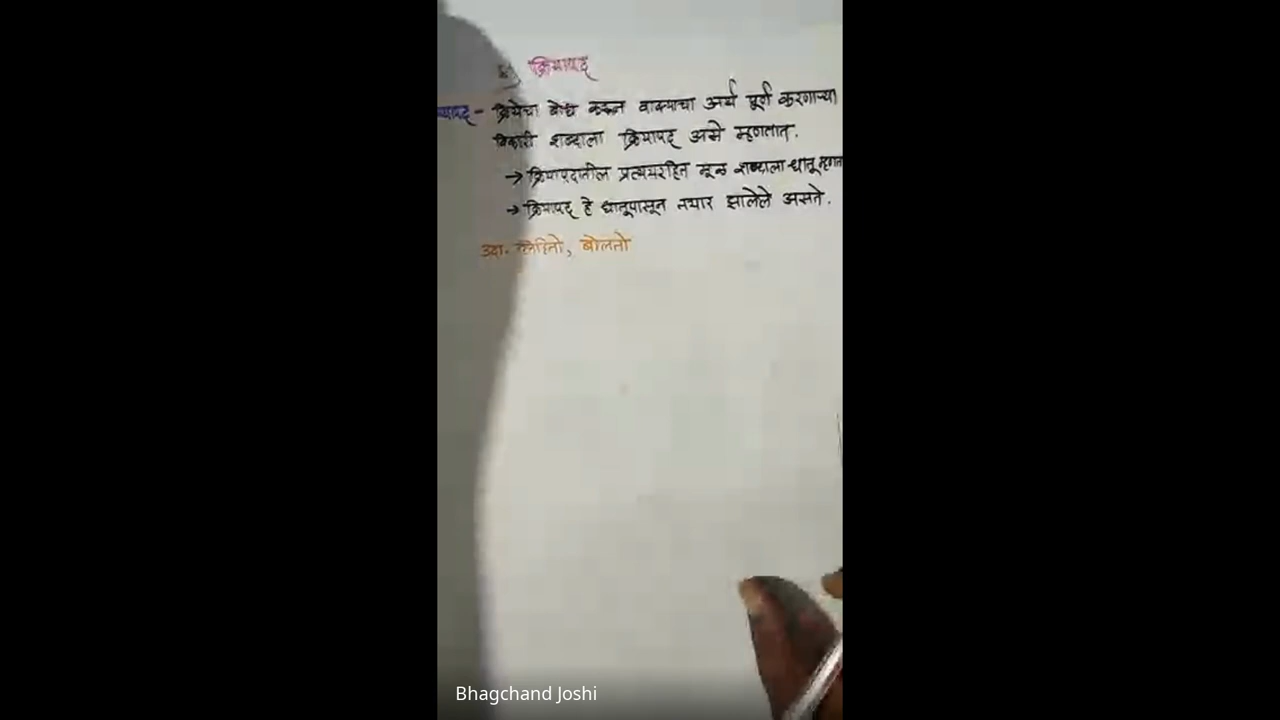 क्रियापद
क्रियेचा बोध करून वाक्याचा अर्थ पूर्ण करणाऱ्या
विकारी शब्दाला क्रियापद असे म्हणतात.
→ क्रियापदातील प्रत्ययरहित मूळ शब्दाला धातू
→ क्रियापद हे धातूपासून तयार झालेले असते.
उदा. लिहितो, बोलतो
Bhagchand Joshi